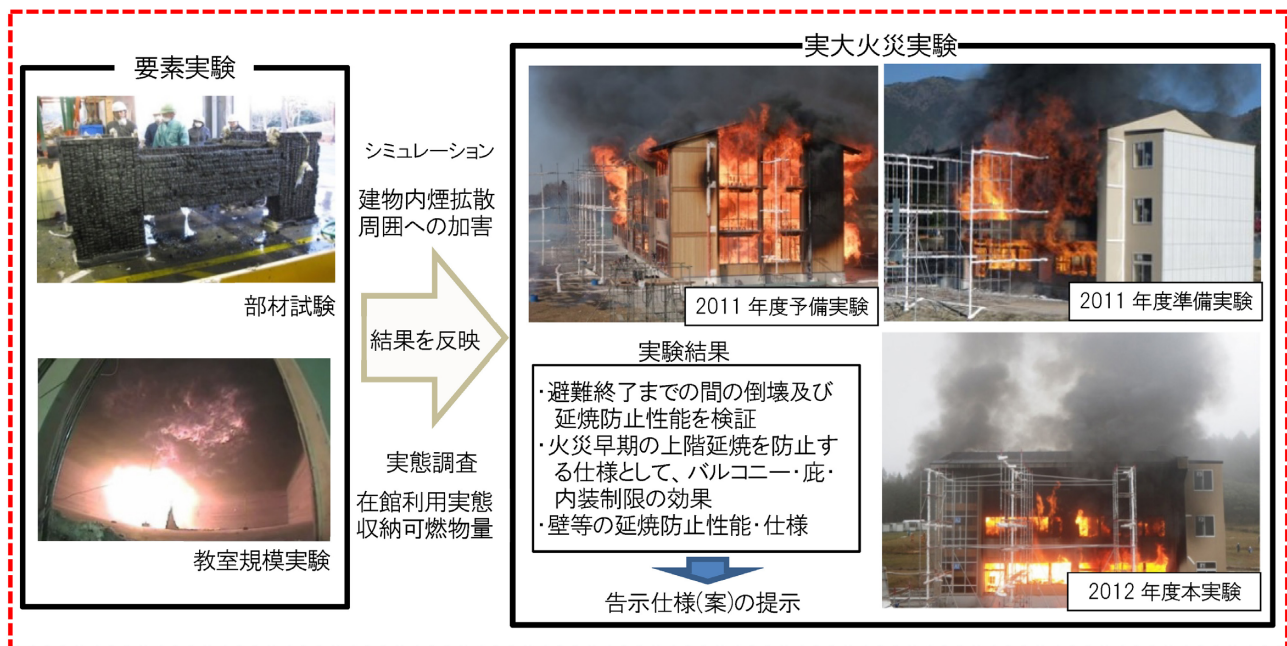 要素実験
部材試験
教室規模実験
シミュレーション
建物内煙拡散
周囲への加害
結果を反映
実態調査
在館利用実態
収納可燃物量
実大火災実験
2011 年度予備実験
2011 年度準備実験
実験結果
・避難終了までの間の倒壊及び
延焼防止性能を検証
・火災早期の上階延焼を防止す
る仕様として、バルコニー・庇・
内装制限の効果
・壁等の延焼防止性能・仕様
告示仕様(案)の提示
2012 年度本実験